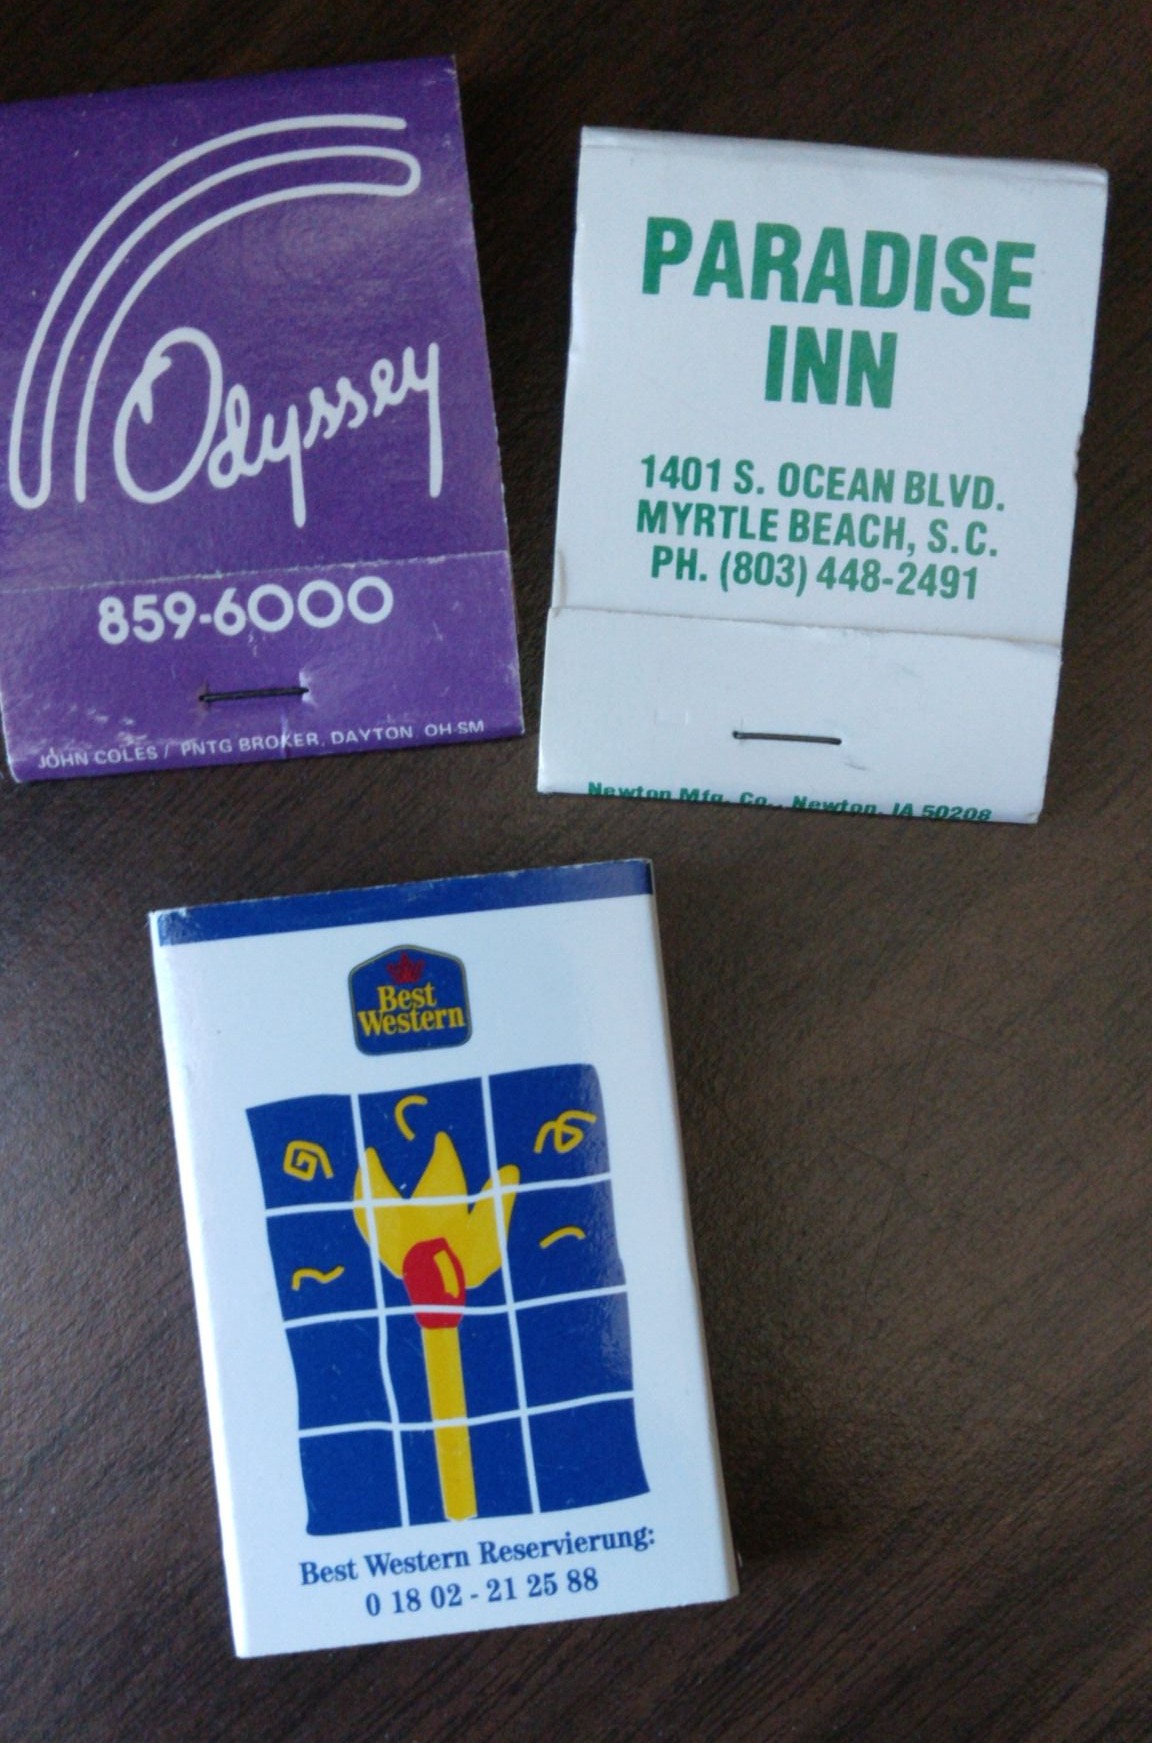 Odyssey
859-6000
JOHN COLES / PNTG BROKER, DAYTON OH-SM
PARADISE
INN
1401 S. OCEAN BLVD.
MYRTLE BEACH, S.C.
PH. (803) 448-2491
Newton Mfg. Co., Newton, IA 50208
Best
Western
Best Western Reservierung:
0 18 02 - 21 25 88